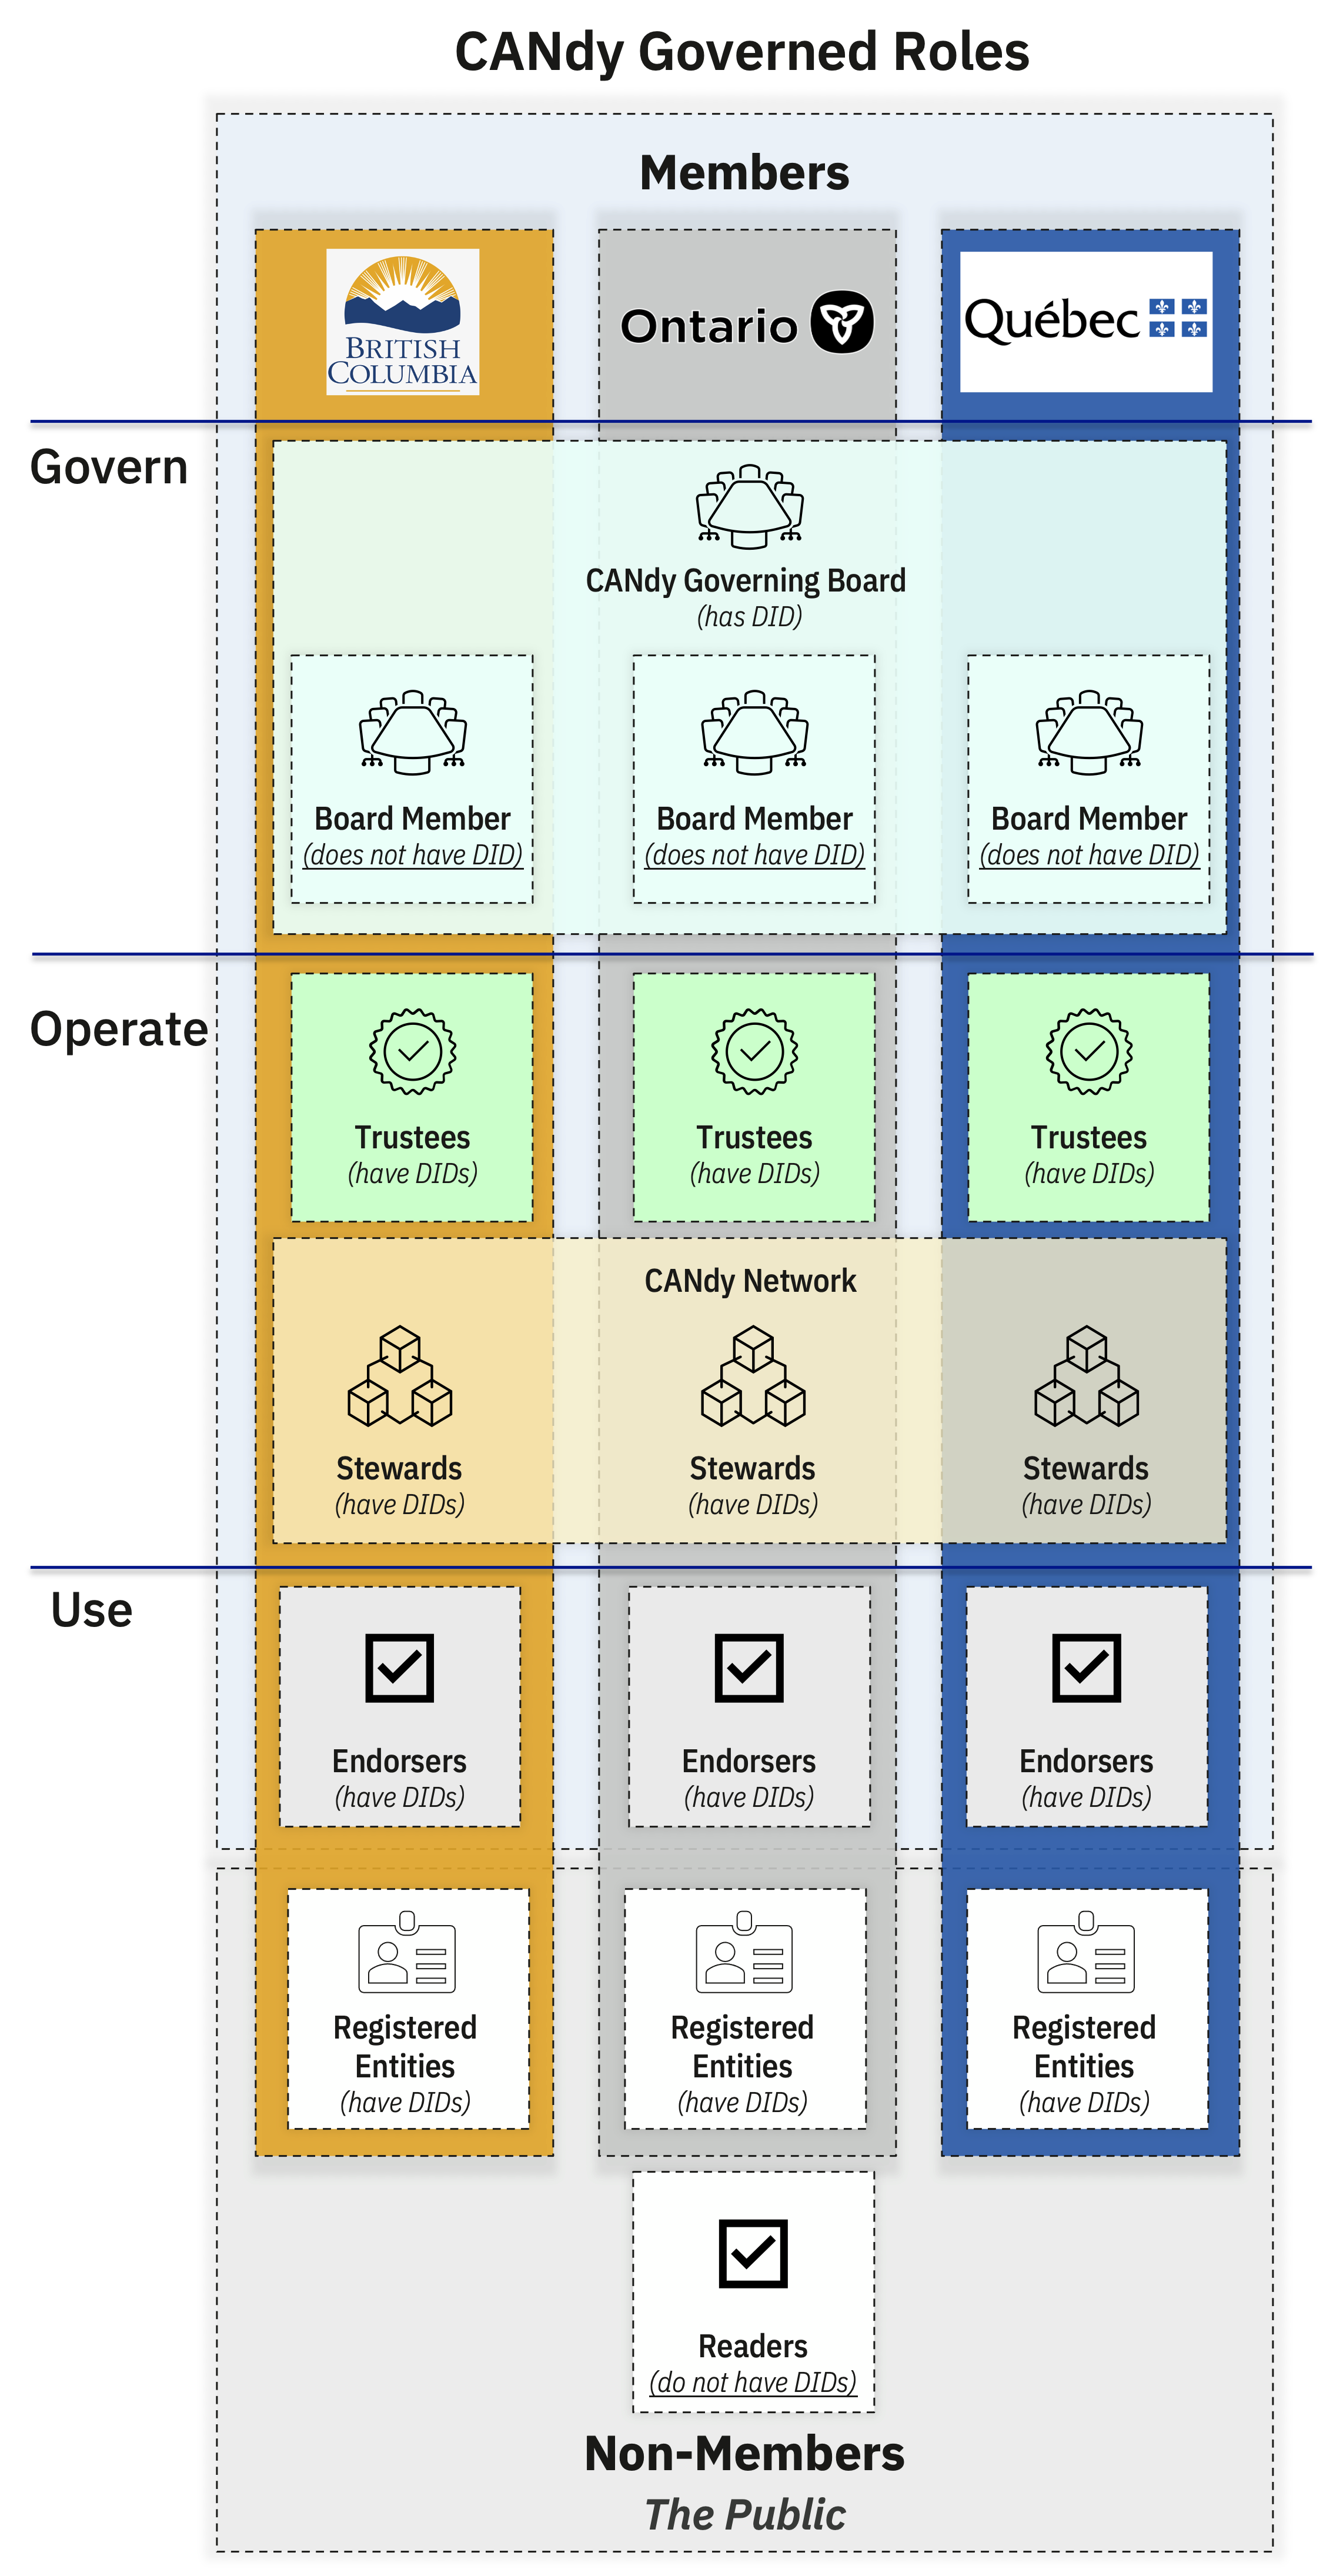 CANdy Governed Roles
Members
BRITISH
COLUMBIA
Ontario
Québec
Govern
CANdy Governing Board
(has DID)
Board Member
(does not have DID)
Board Member
(does not have DID)
Board Member
(does not have DID)
Operate
Trustees
(have DIDs)
Trustees
(have DIDs)
Trustees
(have DIDs)
CANdy Network
Stewards
(have DIDs)
Stewards
(have DIDs)
Stewards
(have DIDs)
Use
Endorsers
(have DIDs)
Endorsers
(have DIDs)
Endorsers
(have DIDs)
Registered
Entities
(have DIDs)
Registered
Entities
(have DIDs)
Registered
Entities
(have DIDs)
Readers
(do not have DIDs)
Non-Members
The Public